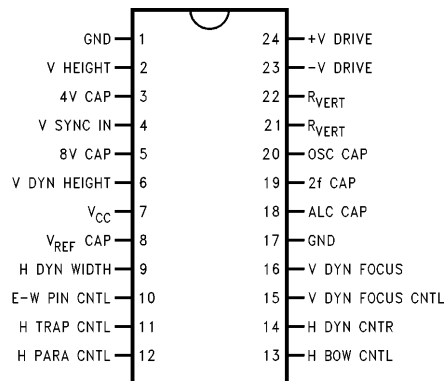 GND 1 24 +V DRIVE
V HEIGHT 2 23 -V DRIVE
4V CAP 3 22 RVERT
V SYNC IN 4 21 RVERT
8V CAP 5 20 OSC CAP
V DYN HEIGHT 6 19 2f CAP
VCC 7 18 ALC CAP
VREF CAP 8 17 GND
H DYN WIDTH 9 16 V DYN FOCUS
E-W PIN CNTL 10 15 V DYN FOCUS CNTL
H TRAP CNTL 11 14 H DYN CNTR
H PARA CNTL 12 13 H BOW CNTL